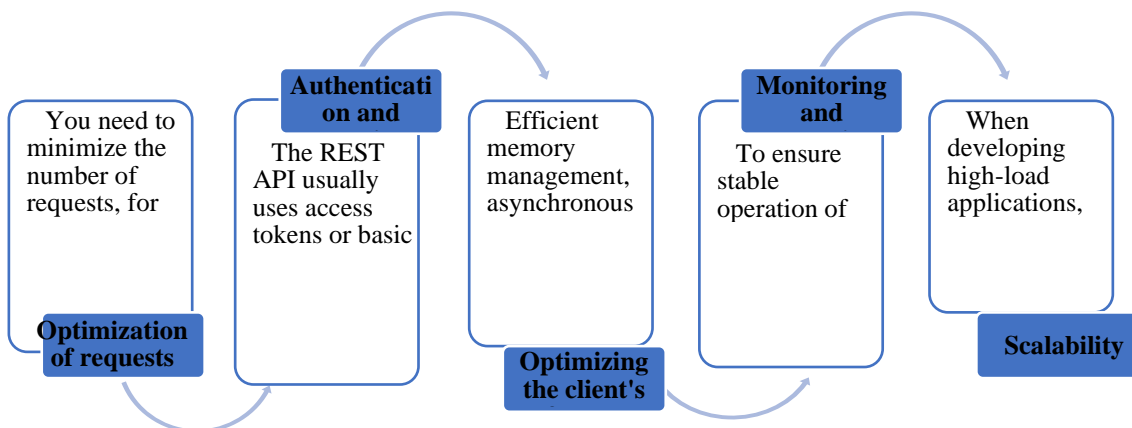 You need to
minimize the
number of
requests, for
Optimization
of requests
Authenticati
on and
The REST
API usually
uses access
tokens or basic
Efficient
memory
management,
asynchronous
Optimizing
the client's
Monitoring
and
To ensure
stable
operation of
When
developing
high-load
applications,
Scalability